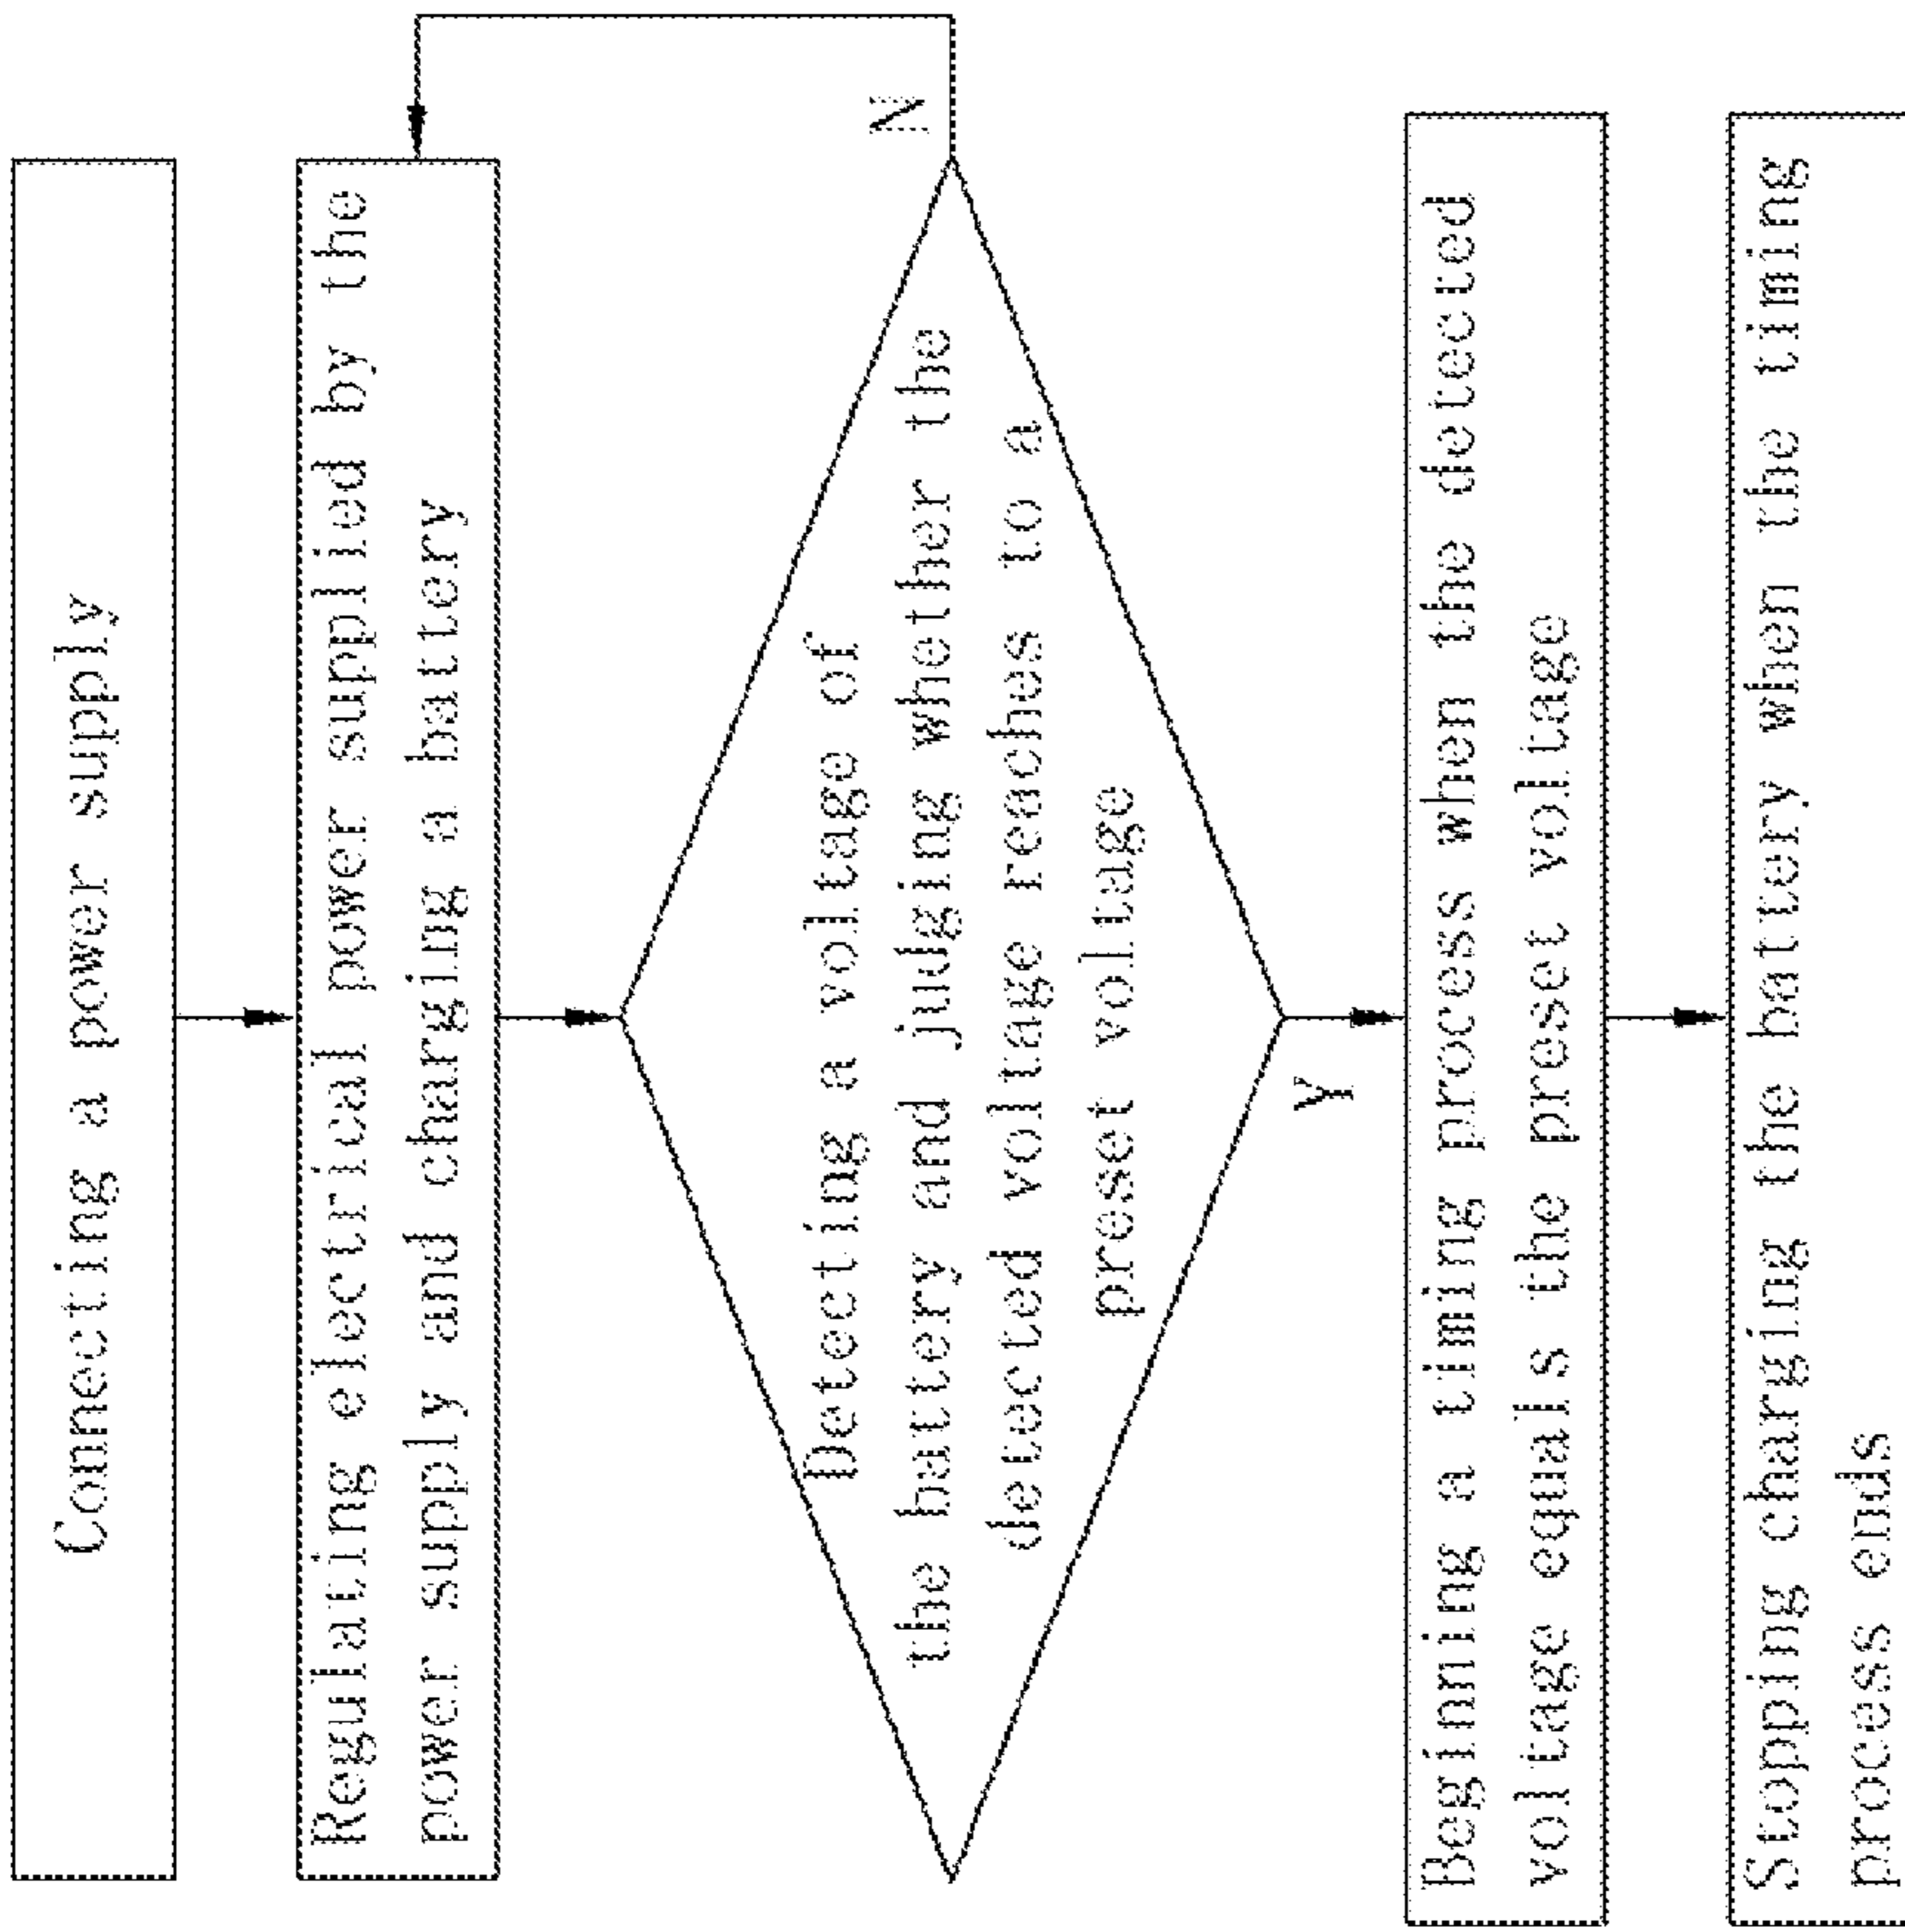 Connecting a power supply
Regulating electrical power supplied by the
power supply and charging a battery
Detecting a voltage of
the battery and judging whether the
detected voltage reaches to a
preset voltage
N
Y
Beginning a timing process when the detected
voltage equals the preset voltage
Stopping charging the battery when the timing
process ends